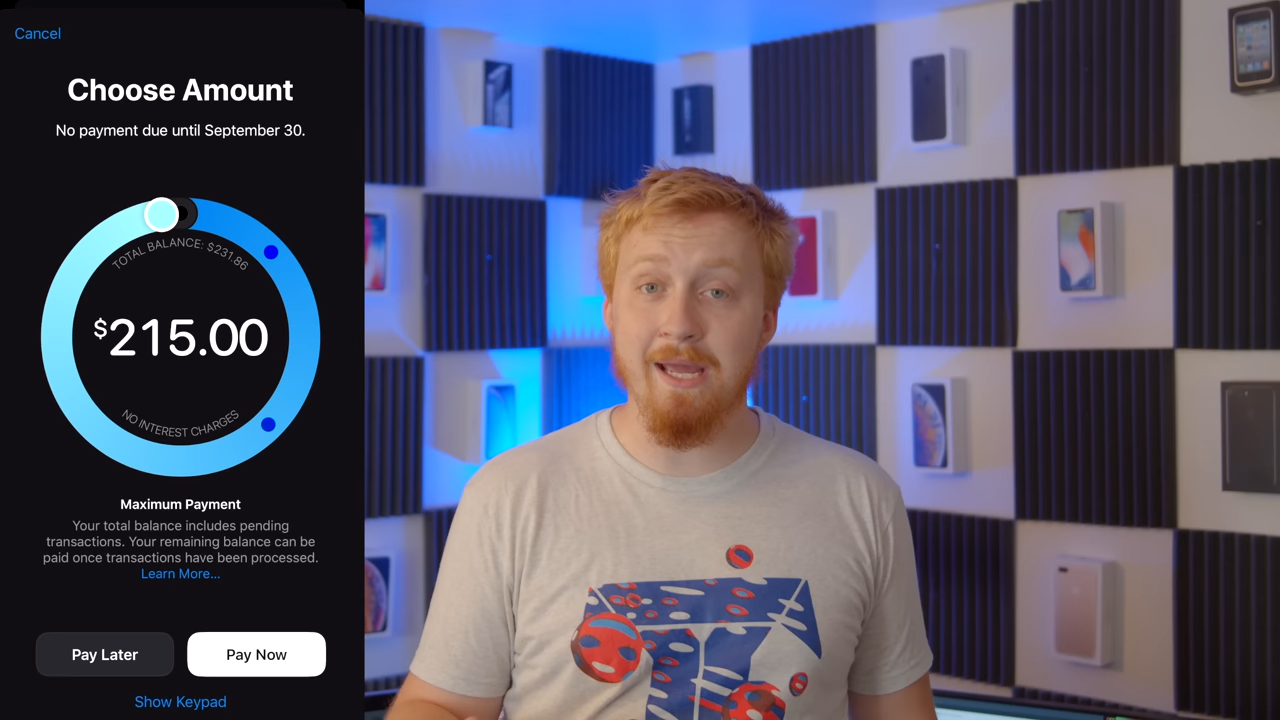 Cancel
Choose Amount
No payment due until September 30.
TOTAL BALANCE: $231.86
$215.00
NO INTEREST CHARGES
Maximum Payment
Your total balance includes pending
transactions. Your remaining balance can be
paid once transactions have been processed.
Learn More...
Pay Later
Pay Now
Show Keypad